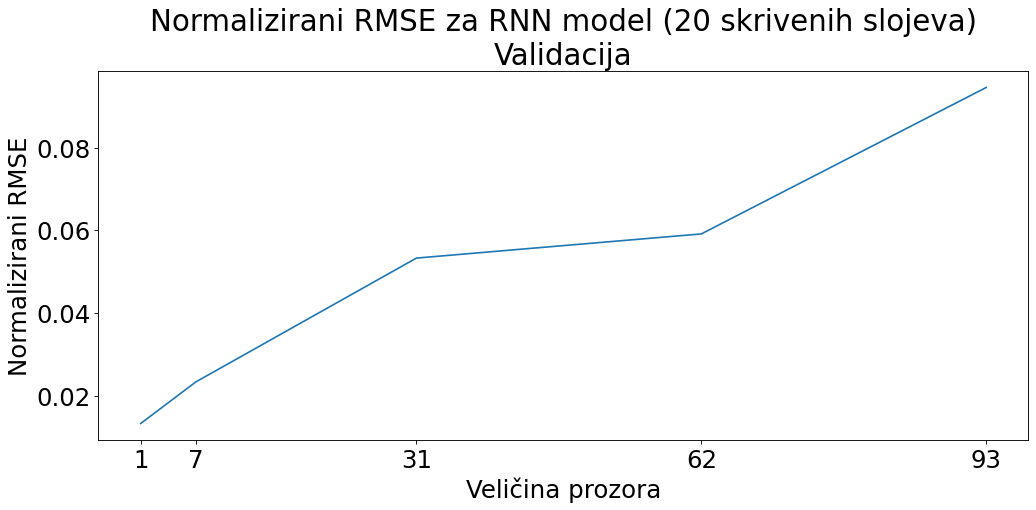 Normalizirani RMSE za RNN model (20 skrivenih slojeva)
Validacija
Normalizirani RMSE
0.08
0.06
0.04
0.02
1 7 31 62 93
Veličina prozora